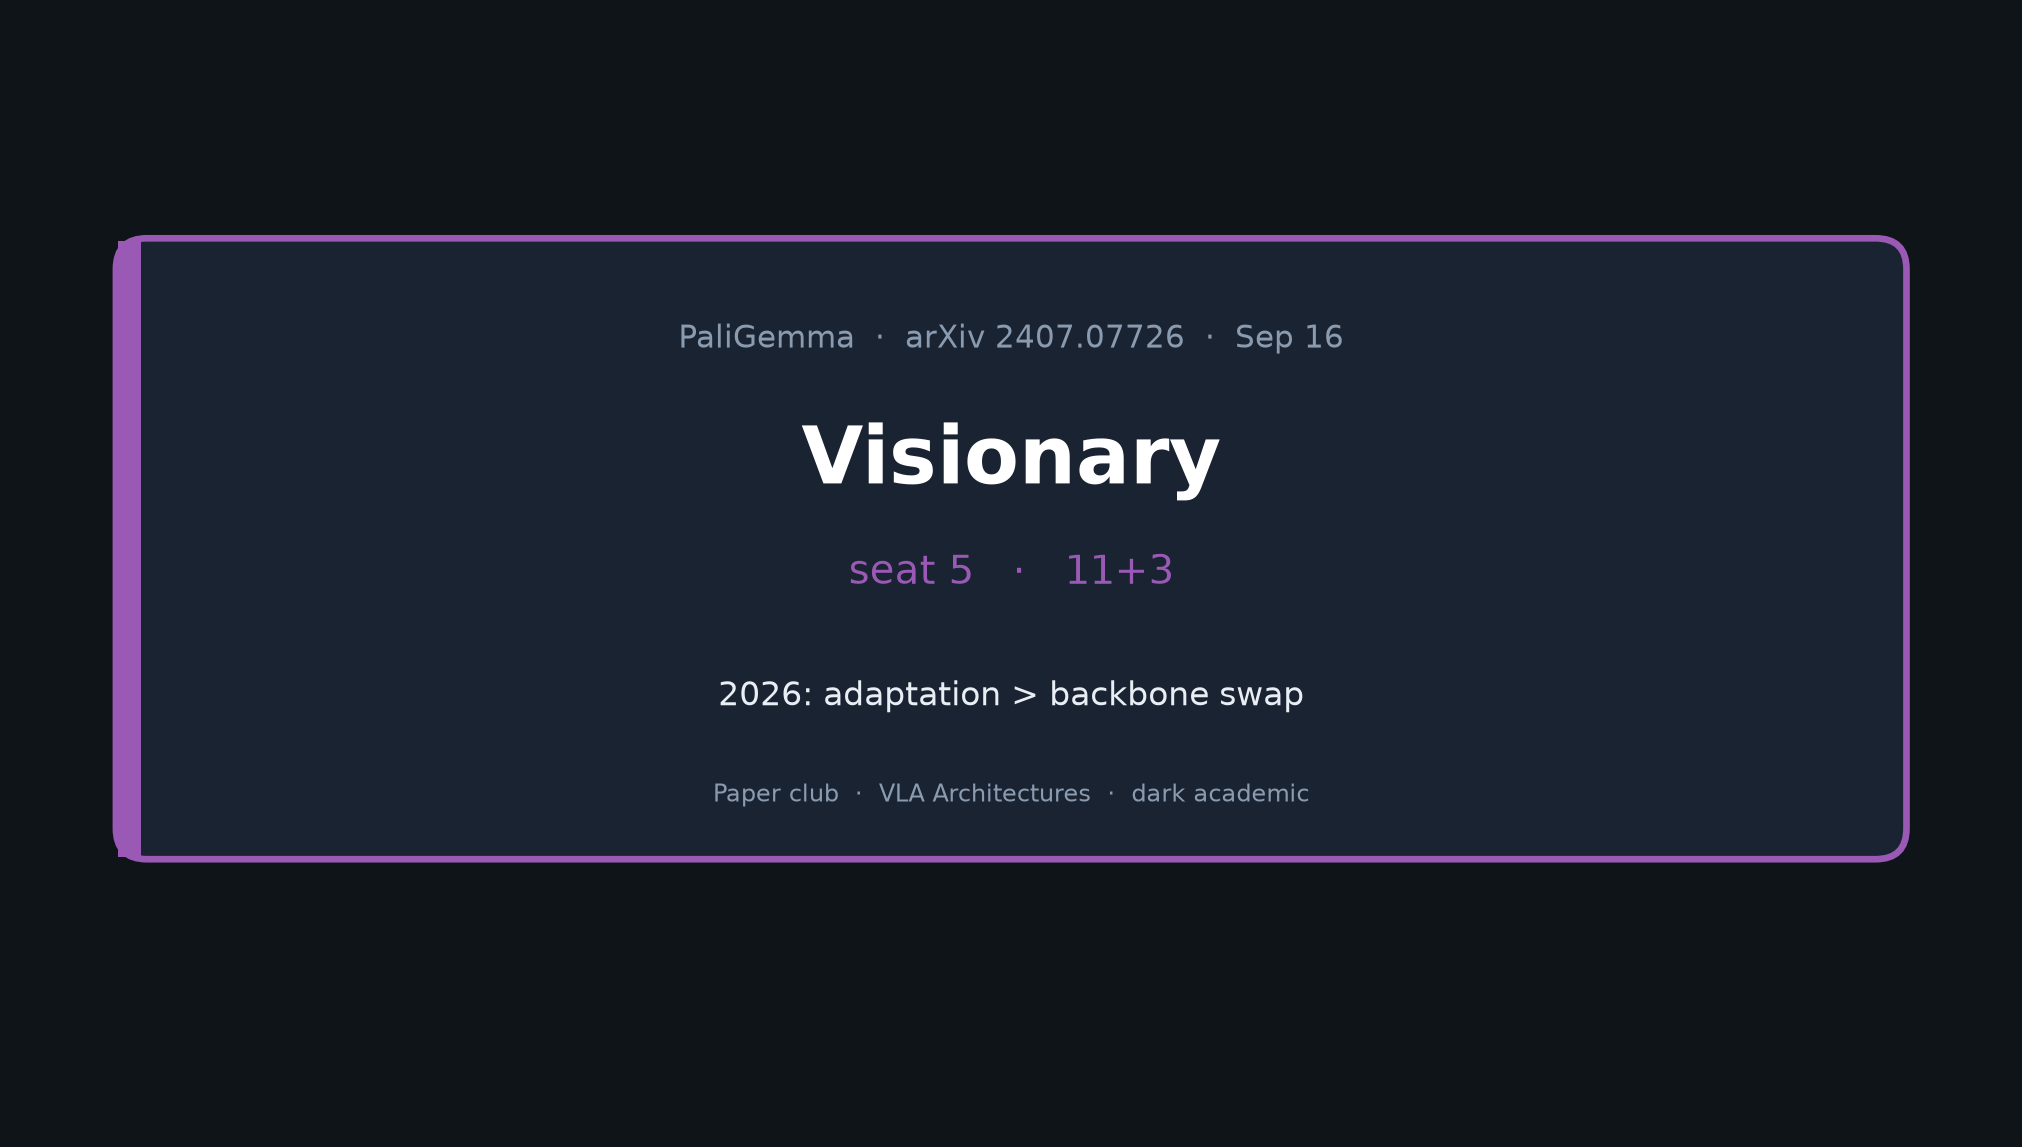 PaliGemma · arXiv 2407.07726 · Sep 16
Visionary
seat 5 · 11+3
2026: adaptation > backbone swap
Paper club · VLA Architectures · dark academic